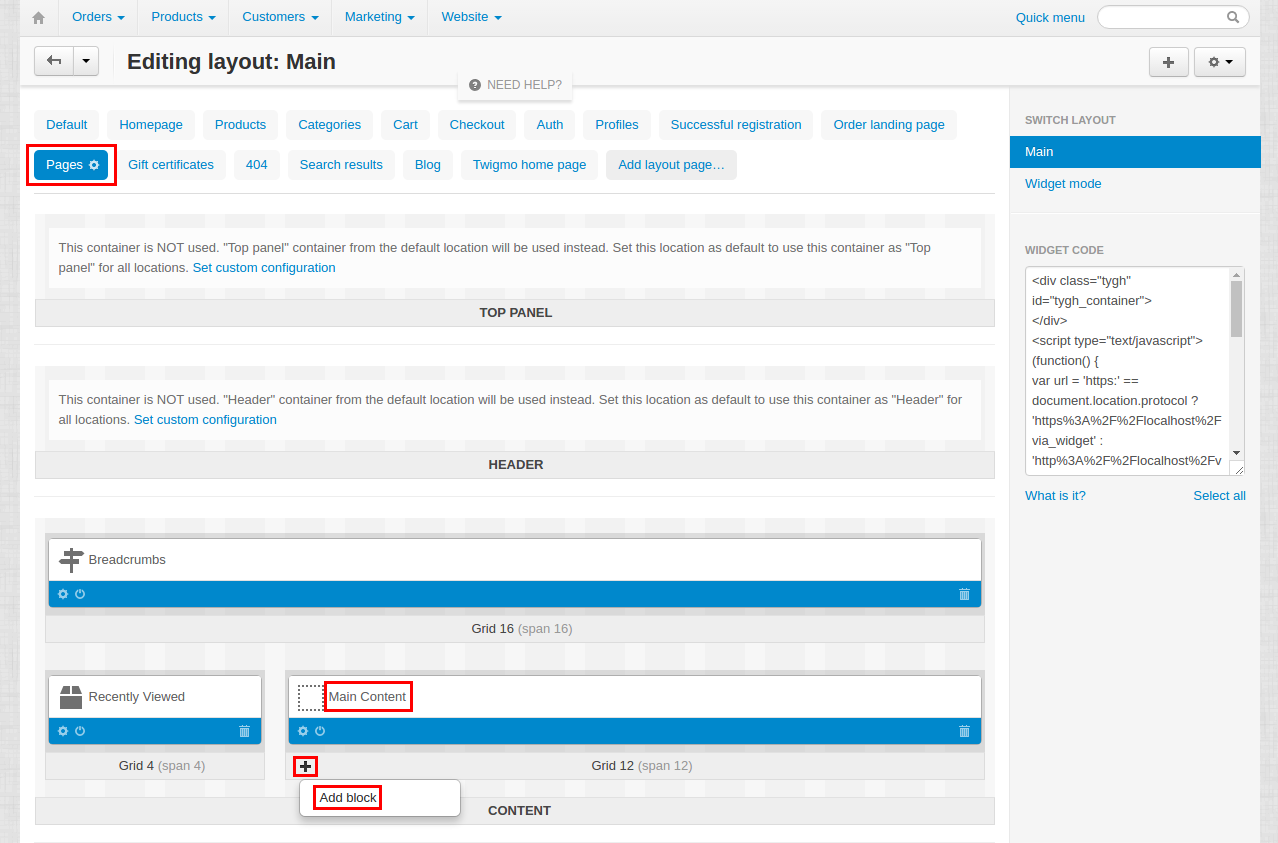 Orders Products Customers Marketing Website Quick menu
Editing layout: Main
NEED HELP?
Default Homepage Products Categories Cart Checkout Auth Profiles Successful registration Order landing page
Pages Gift certificates 404 Search results Blog Twigmo home page Add layout page…
This container is NOT used. "Top panel" container from the default location will be used instead. Set this location as default to use this container as "Top
panel" for all locations. Set custom configuration
TOP PANEL
This container is NOT used. "Header" container from the default location will be used instead. Set this location as default to use this container as "Header" for
all locations. Set custom configuration
HEADER
Breadcrumbs
Grid 16 (span 16)
Recently Viewed
Grid 4 (span 4)
Main Content
Grid 12 (span 12)
Add block
CONTENT
SWITCH LAYOUT
Main
Widget mode
WIDGET CODE
<div class="tygh"
id="tygh_container">
</div>
<script type="text/javascript">
(function() {
var url = 'https:' ==
document.location.protocol ?
'https%3A%2F%2Flocalhost%2F
via_widget' :
'http%3A%2F%2Flocalhost%2Fv
What is it? Select all